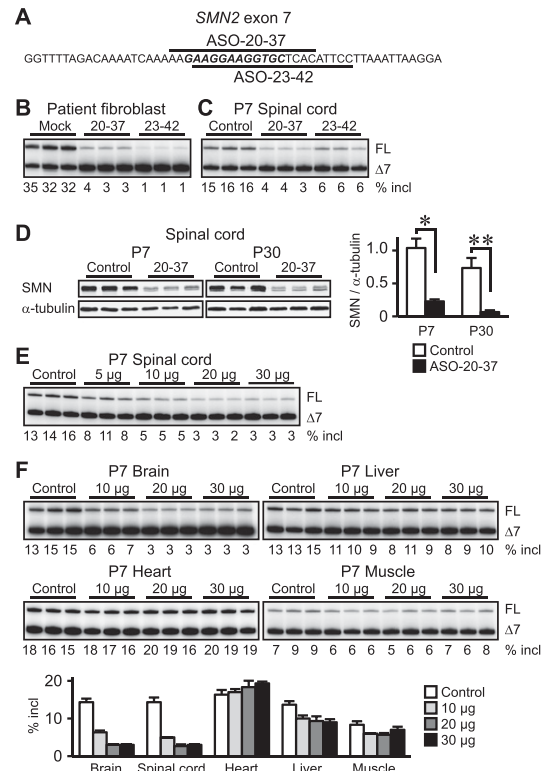 A
SMN2 exon 7
ASO-20-37
GGTTTTAGACAAAATCAAAAAGAAGGAAGGTGCTCACATTCCTTAAATTAAGGA
ASO-23-42
B Patient fibroblast
Mock 20-37 23-42
35 32 32 4 3 3 1 1 1
C P7 Spinal cord
Control 20-37 23-42
FL
Δ7
15 16 16 4 4 3 6 6 6 % incl
D Spinal cord
P7 P30
Control 20-37 Control 20-37
SMN
α-tubulin
SMN / α-tubulin
1.0
0.5
0
* **
P7 P30
Control
ASO-20-37
E P7 Spinal cord
Control 5 µg 10 µg 20 µg 30 µg
FL
Δ7
13 14 16 8 11 8 5 5 5 3 3 2 3 3 3 % incl
F P7 Brain
Control 10 µg 20 µg 30 µg
13 15 15 6 6 7 3 3 3 3 3 3
P7 Liver
Control 10 µg 20 µg 30 µg
FL
Δ7
13 13 15 11 10 9 8 11 9 8 9 10 % incl
P7 Heart
Control 10 µg 20 µg 30 µg
18 16 15 18 17 16 20 19 16 20 19 19
P7 Muscle
Control 10 µg 20 µg 30 µg
FL
Δ7
7 9 9 6 6 6 5 6 6 7 6 8 % incl
% incl
20
10
0
Brain Spinal cord Heart Liver Muscle
Control
10 µg
20 µg
30 µg